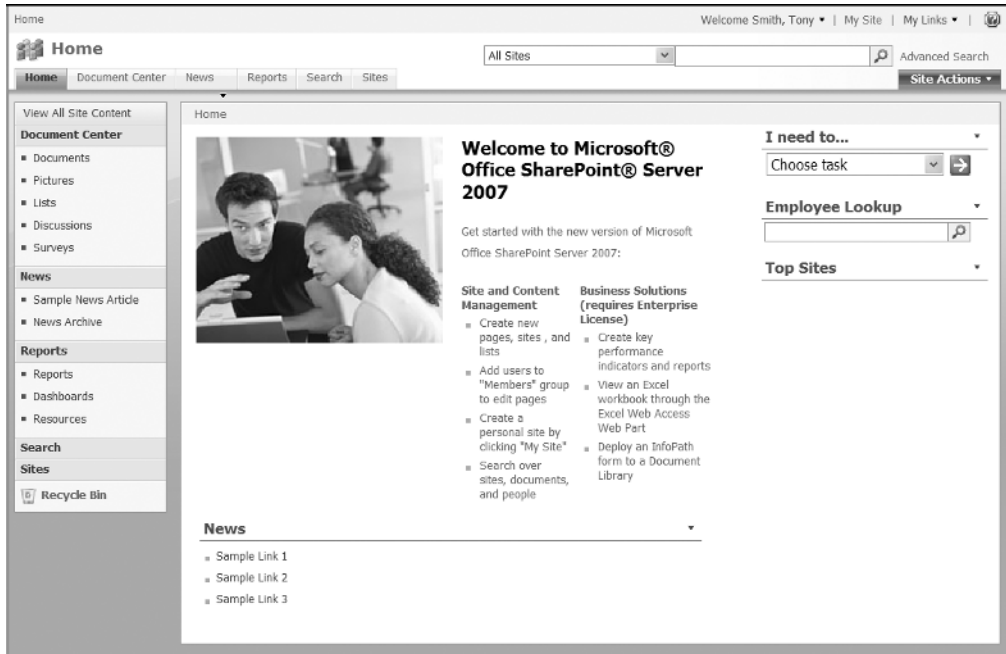 Home
Welcome Smith, Tony | My Site | My Links |
Home
All Sites
Advanced Search
Home Document Center News Reports Search Sites
Site Actions
View All Site Content
Document Center
Documents
Pictures
Lists
Discussions
Surveys
News
Sample News Article
News Archive
Reports
Reports
Dashboards
Resources
Search
Sites
Recycle Bin
Home
Welcome to Microsoft®
Office SharePoint® Server
2007
Get started with the new version of Microsoft
Office SharePoint Server 2007:
Site and Content
Management
Create new
pages, sites , and
lists
Add users to
"Members" group
to edit pages
Create a
personal site by
clicking "My Site"
Search over
sites, documents,
and people
Business Solutions
(requires Enterprise
License)
Create key
performance
indicators and reports
View an Excel
workbook through the
Excel Web Access
Web Part
Deploy an InfoPath
form to a Document
Library
News
Sample Link 1
Sample Link 2
Sample Link 3
I need to...
Choose task
Employee Lookup
Top Sites